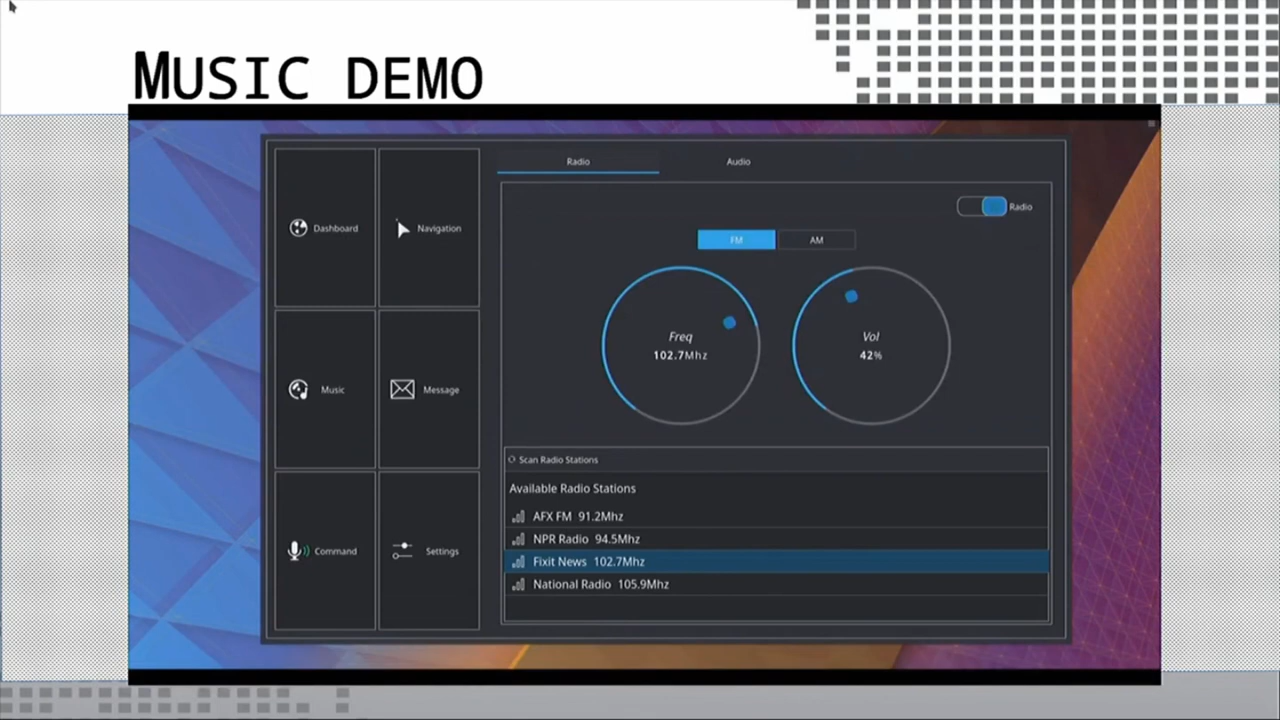 MUSIC DEMO
Radio
Audio
Dashboard
Navigation
Radio
FM
AM
Freq
102.7Mhz
Vol
42%
Music
Message
Scan Radio Stations
Available Radio Stations
AFX FM 91.2Mhz
NPR Radio 94.5Mhz
Fixit News 102.7Mhz
National Radio 105.9Mhz
Command
Settings